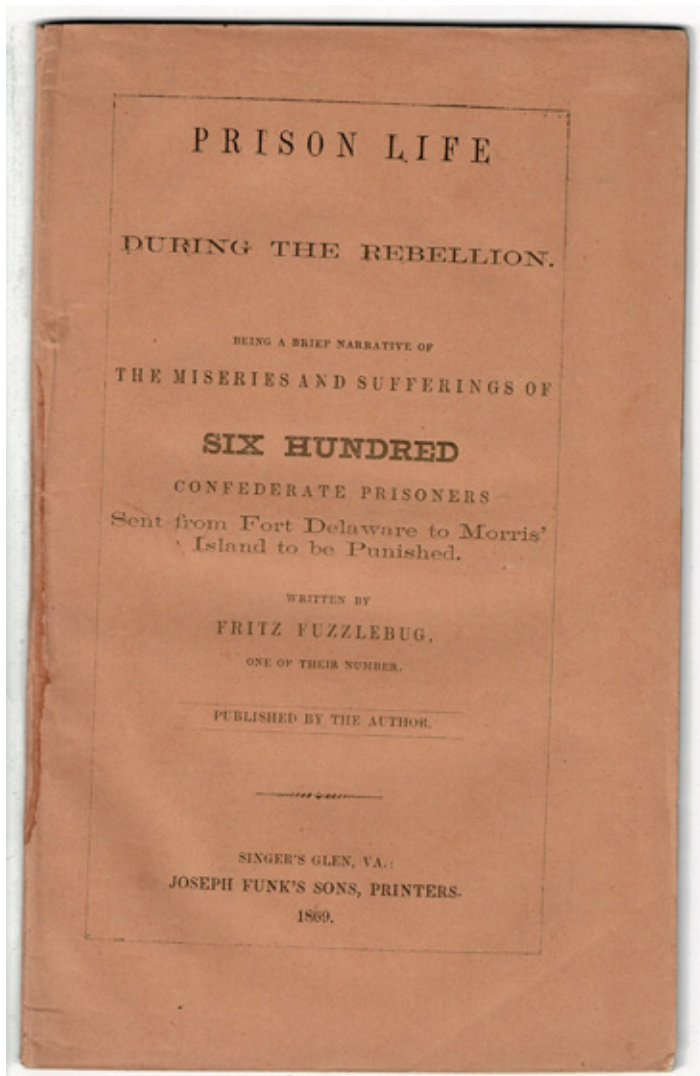 PRISON LIFE
DURING THE REBELLION.
BEING A BRIEF NARRATIVE OF
THE MISERIES AND SUFFERINGS OF
SIX HUNDRED
CONFEDERATE PRISONERS
Sent from Fort Delaware to Morris'
Island to be Punished.
WRITTEN BY
FRITZ FUZZLEBUG,
ONE OF THEIR NUMBER.
PUBLISHED BY THE AUTHOR.
SINGER'S GLEN, VA.:
JOSEPH FUNK'S SONS, PRINTERS.
1869.